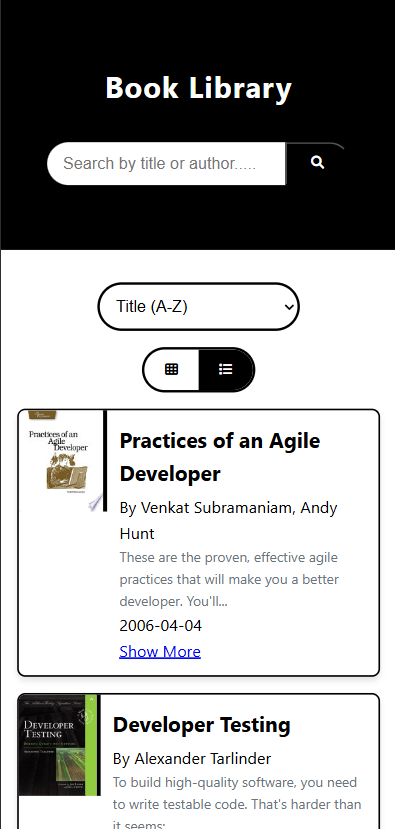 Book Library
Search by title or author.....
Title (A-Z)
Practices of an
Agile
Developer
Practices of an Agile
Developer
By Venkat Subramaniam, Andy
Hunt
These are the proven, effective agile
practices that will make you a better
developer. You'll...
2006-04-04
Show More
DEVELOPER
TESTING
Developer Testing
By Alexander Tarlinder
To build high-quality software, you need
to write testable code. That's harder than
it seems: